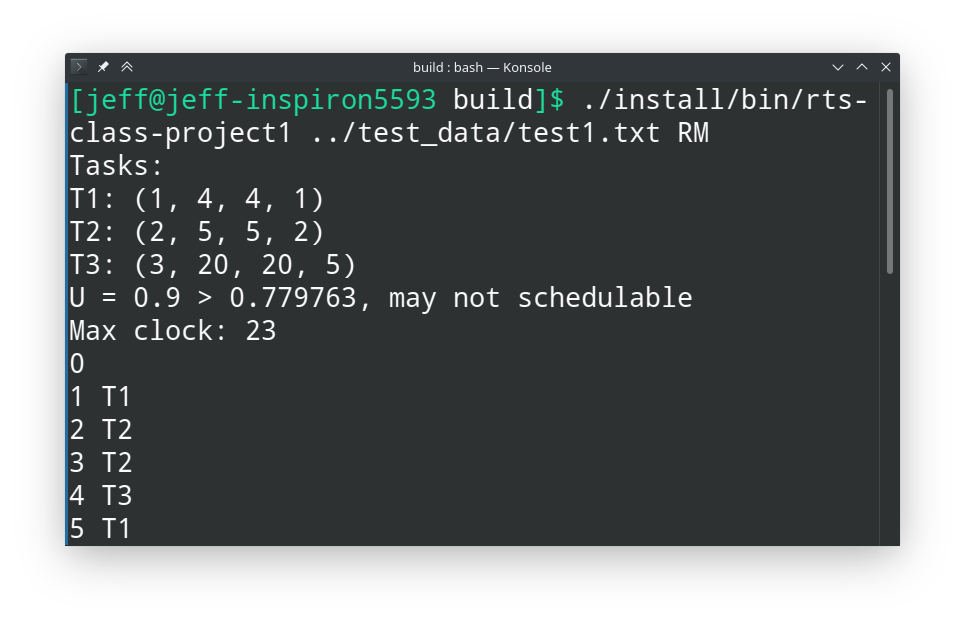 build : bash — Konsole
[jeff@jeff-inspiron5593 build]$ ./install/bin/rts-
class-project1 ../test_data/test1.txt RM
Tasks:
T1: (1, 4, 4, 1)
T2: (2, 5, 5, 2)
T3: (3, 20, 20, 5)
U = 0.9 > 0.779763, may not schedulable
Max clock: 23
0
1 T1
2 T2
3 T2
4 T3
5 T1